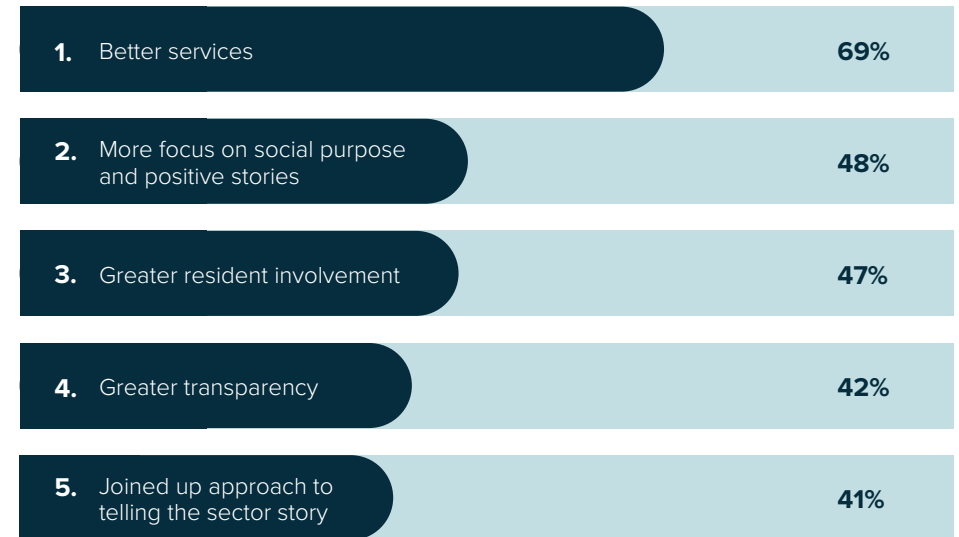 1. Better services 69%
2. More focus on social purpose
and positive stories 48%
3. Greater resident involvement 47%
4. Greater transparency 42%
5. Joined up approach to
telling the sector story 41%